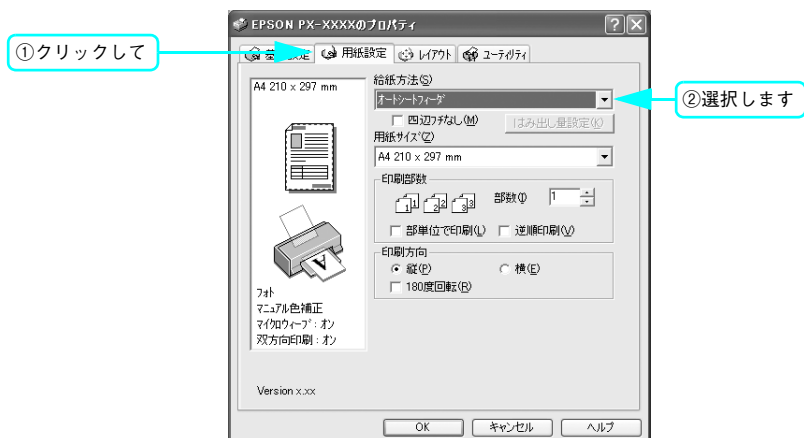 EPSON PX-XXXXのプロパティ
①クリックして
用紙設定
レイアウト
ユーティリティ
A4 210 x 297 mm
給紙方法(S)
オートシートフィーダ
②選択します
四辺フチなし(M)
はみ出し量設定(K)
用紙サイズ(Z)
A4 210 x 297 mm
印刷部数
部数(I)
1
部単位で印刷(L)
逆順印刷(V)
印刷方向
縦(P)
横(E)
180度回転(R)
フォト
マニュアル色補正
マイクロウィーブ : オン
双方向印刷 : オン
Version x.xx
OK
キャンセル
ヘルプ